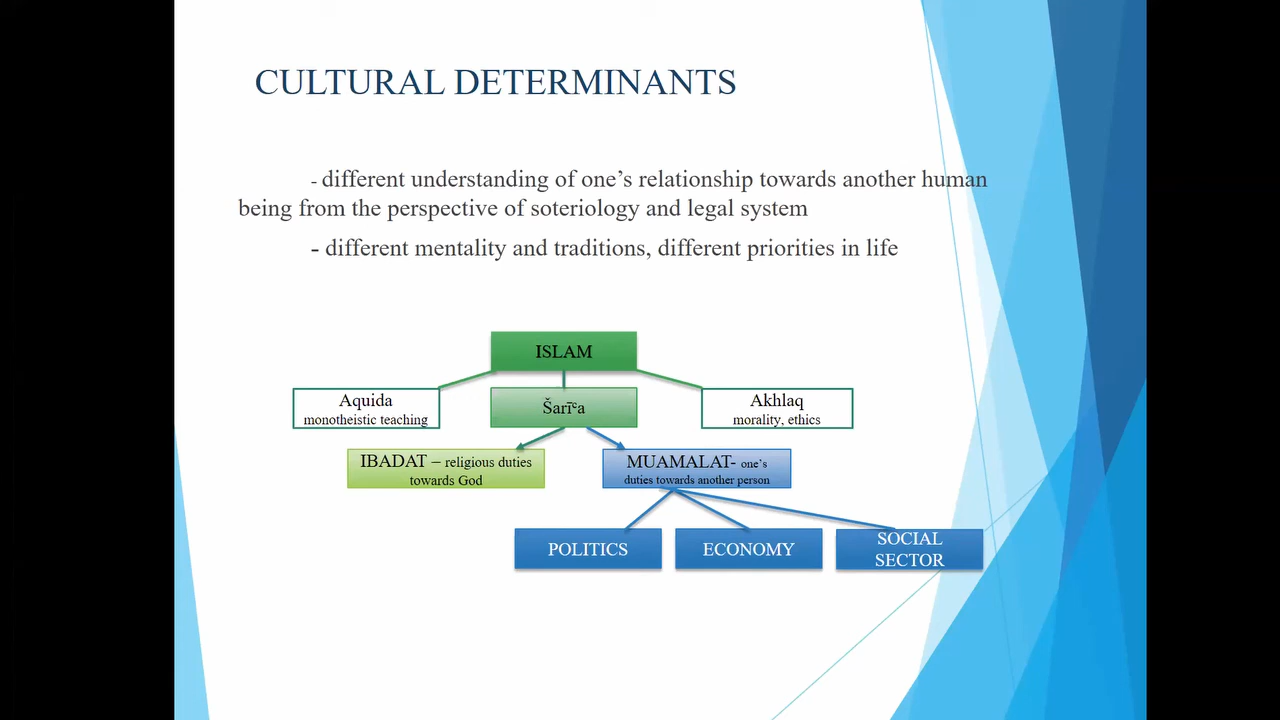 CULTURAL DETERMINANTS
- different understanding of one’s relationship towards another human
being from the perspective of soteriology and legal system
- different mentality and traditions, different priorities in life
ISLAM
Aquida
monotheistic teaching
Šarīᶜa
Akhlaq
morality, ethics
IBADAT – religious duties
towards God
MUAMALAT- one’s
duties towards another person
POLITICS
ECONOMY
SOCIAL
SECTOR